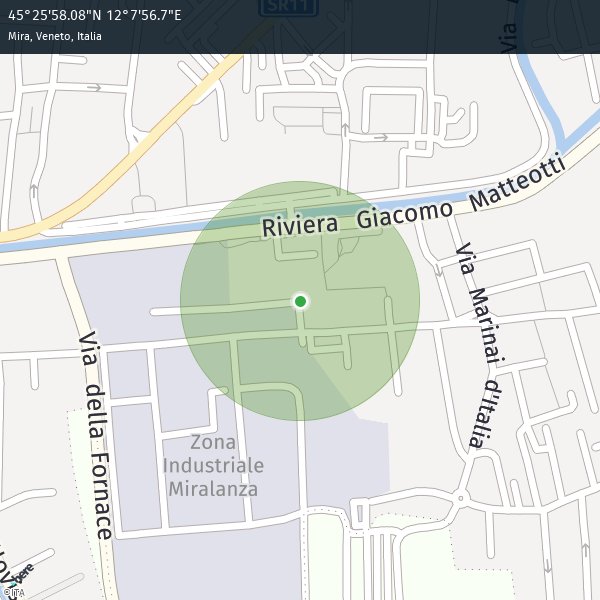 45°25'58.08"N 12°7'56.7"E
Mira, Veneto, Italia
SR11
Via
Riviera Giacomo Matteotti
Via Marinai d'Italia
Via della Fornace
Zona
Industriale
Miralanza